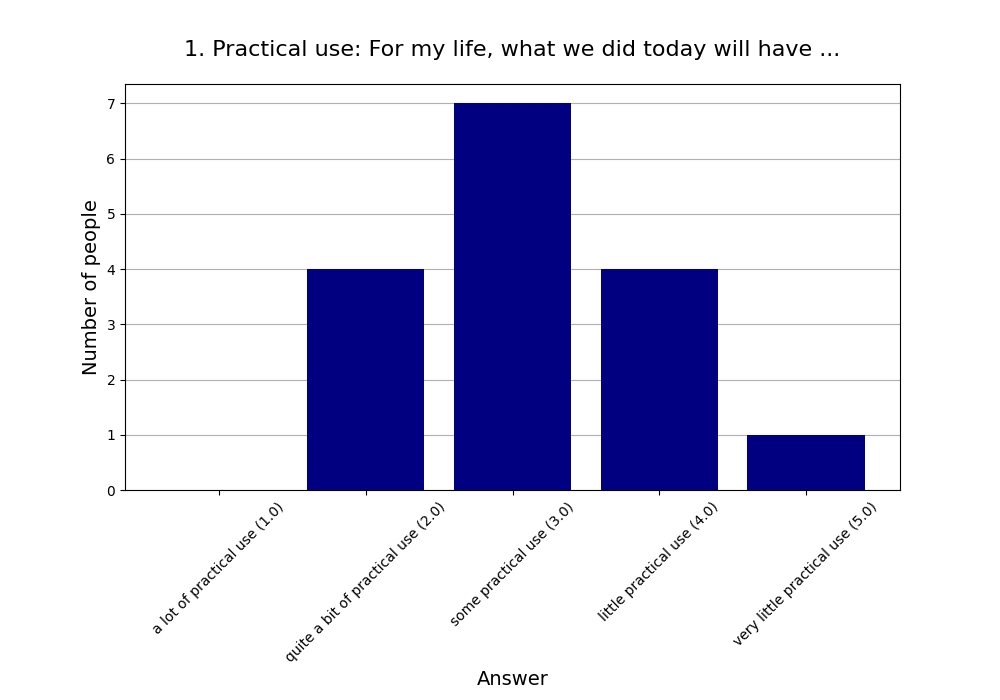 1. Practical use: For my life, what we did today will have ...
Number of people
7
6
5
4
3
2
1
0
a lot of practical use (1.0)
quite a bit of practical use (2.0)
some practical use (3.0)
little practical use (4.0)
very little practical use (5.0)
Answer